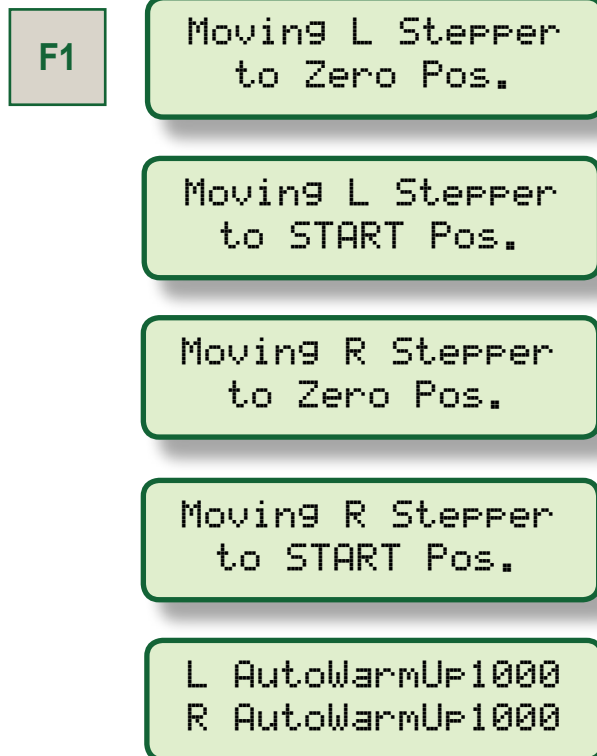 F1
Moving L Stepper
to Zero Pos.
Moving L Stepper
to START Pos.
Moving R Stepper
to Zero Pos.
Moving R Stepper
to START Pos.
L AutoWarmUp1000
R AutoWarmUp1000